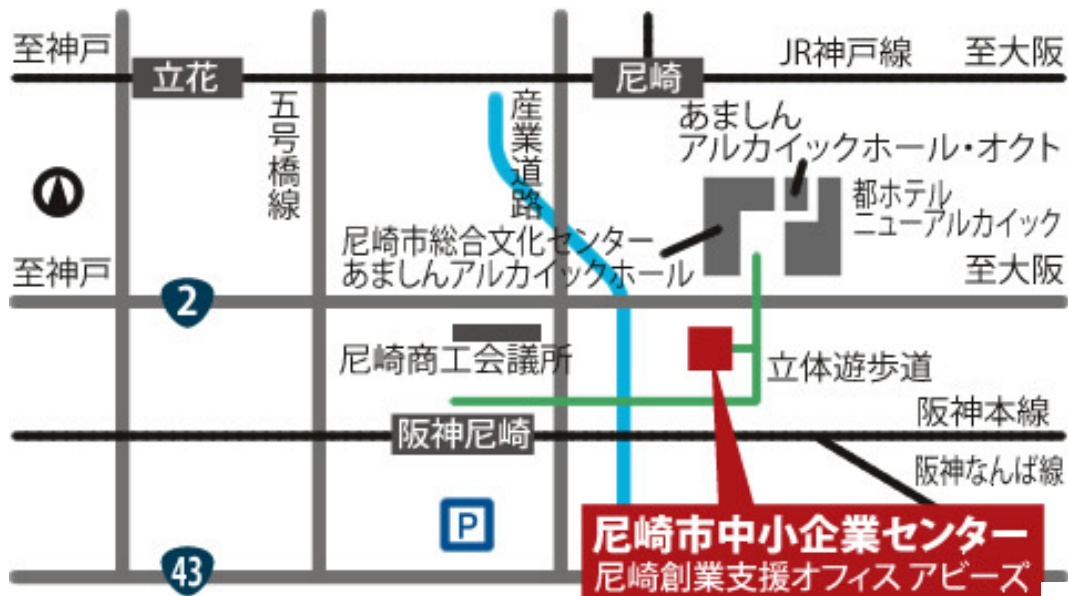 至神戸
JR神戸線
至大阪
立花
尼崎
五号橋線
産業道路
あましん
アルカイックホール・オクト
都ホテル
ニューアルカイック
尼崎市総合文化センター
あましんアルカイックホール
至神戸
至大阪
2
尼崎商工会議所
立体遊歩道
阪神本線
阪神尼崎
阪神なんば線
P
尼崎市中小企業センター
尼崎創業支援オフィス アビーズ
43